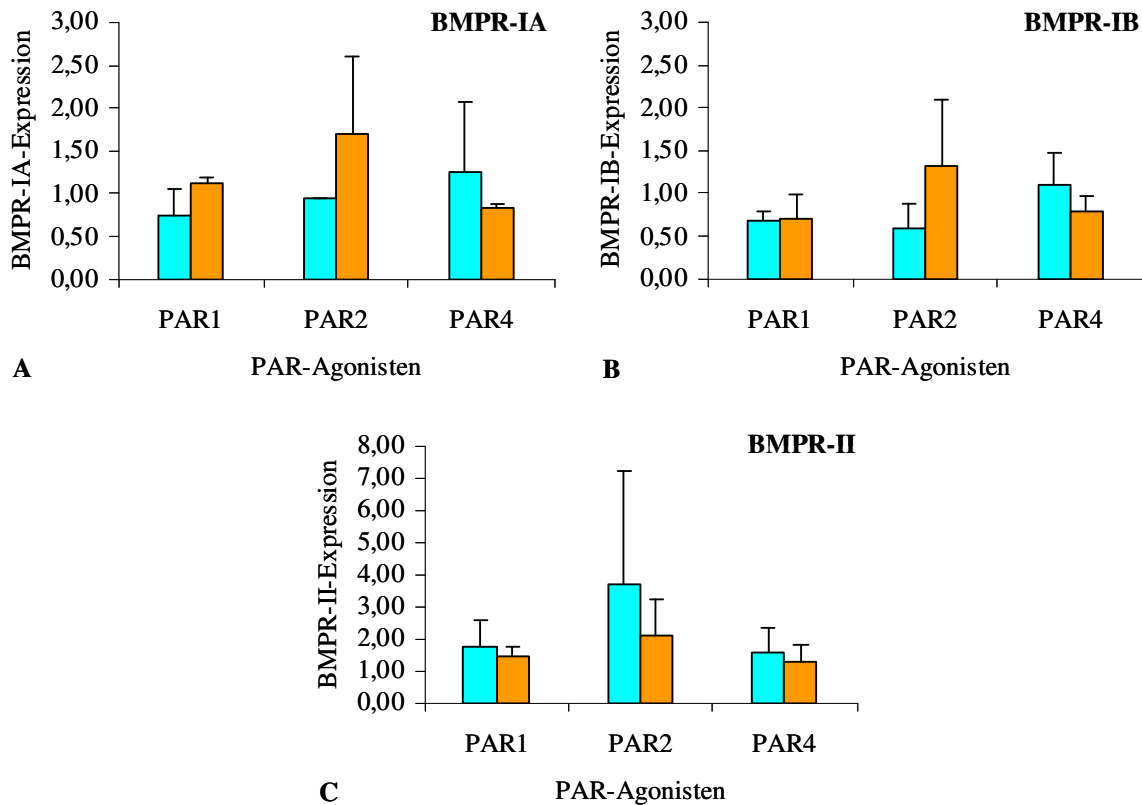 BMPR-IA
BMPR-IA-Expression
3,00
2,50
2,00
1,50
1,00
0,50
0,00
PAR1 PAR2 PAR4
PAR-Agonisten
A
BMPR-IB
BMPR-IB-Expression
3,00
2,50
2,00
1,50
1,00
0,50
0,00
PAR1 PAR2 PAR4
PAR-Agonisten
B
BMPR-II
BMPR-II-Expression
8,00
7,00
6,00
5,00
4,00
3,00
2,00
1,00
0,00
PAR1 PAR2 PAR4
PAR-Agonisten
C